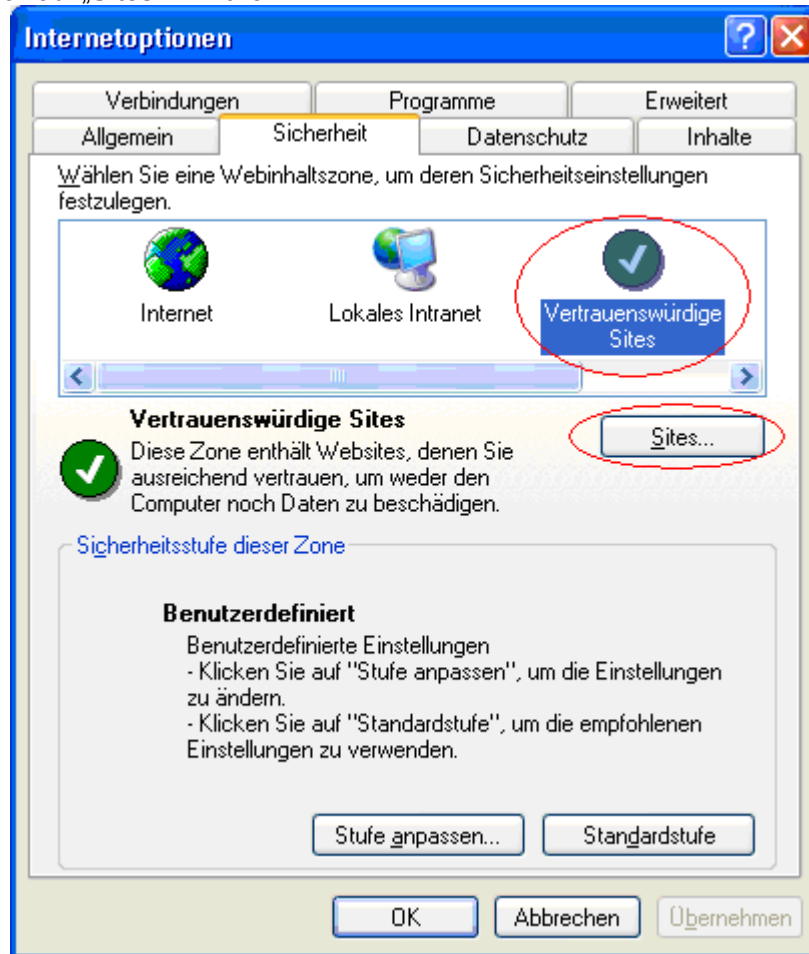 Internetoptionen
Verbindungen Programme Erweitert
Allgemein Sicherheit Datenschutz Inhalte
Wählen Sie eine Webinhaltszone, um deren Sicherheitseinstellungen
festzulegen.
Internet Lokales Intranet Vertrauenswürdige
Sites
Vertrauenswürdige Sites
Sites...
Diese Zone enthält Websites, denen Sie
ausreichend vertrauen, um weder den
Computer noch Daten zu beschädigen.
Sicherheitsstufe dieser Zone
Benutzerdefiniert
Benutzerdefinierte Einstellungen
- Klicken Sie auf "Stufe anpassen", um die Einstellungen
zu ändern.
- Klicken Sie auf "Standardstufe", um die empfohlenen
Einstellungen zu verwenden.
Stufe anpassen... Standardstufe
OK Abbrechen Übernehmen